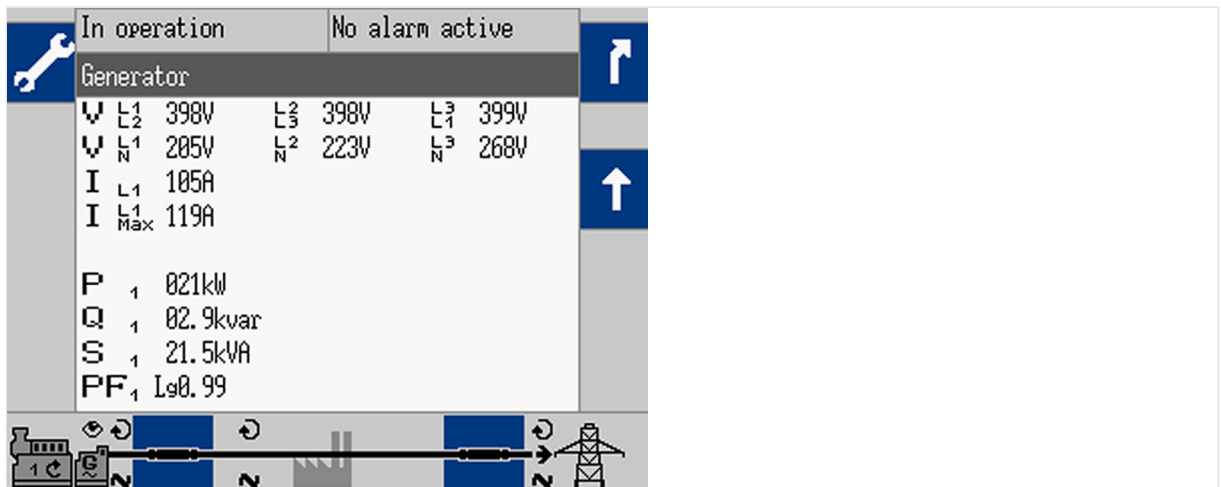 In operation No alarm active
Generator
V L1 L2 398V L2 L3 398V L3 L1 399V
V L1 N 205V L2 N 223V L3 N 268V
I L1 105A
I L1 Max 119A
P 1 021kW
Q 1 02.9kvar
S 1 21.5kVA
PF1 Lg0.99
1 G